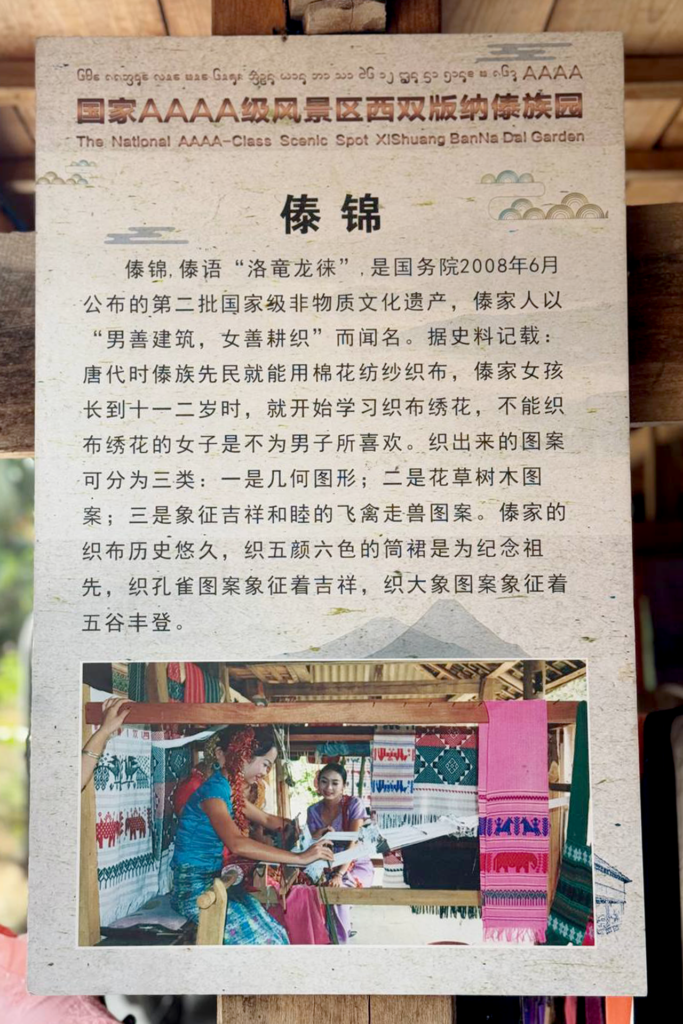 国家AAAA级风景区西双版纳傣族园
The National AAAA-Class Scenic Spot XiShuang BanNa Dai Garden
傣锦
傣锦,傣语“洛竜龙徕”,是国务院2008年6月
公布的第二批国家级非物质文化遗产，傣家人以
“男善建筑，女善耕织”而闻名。据史料记载：
唐代时傣族先民就能用棉花纺纱织布，傣家女孩
长到十一二岁时，就开始学习织布绣花，不能织
布绣花的女子是不为男子所喜欢。织出来的图案
可分为三类：一是几何图形；二是花草树木图
案；三是象征吉祥和睦的飞禽走兽图案。傣家的
织布历史悠久，织五颜六色的筒裙是为纪念祖
先，织孔雀图案象征着吉祥，织大象图案象征着
五谷丰登。